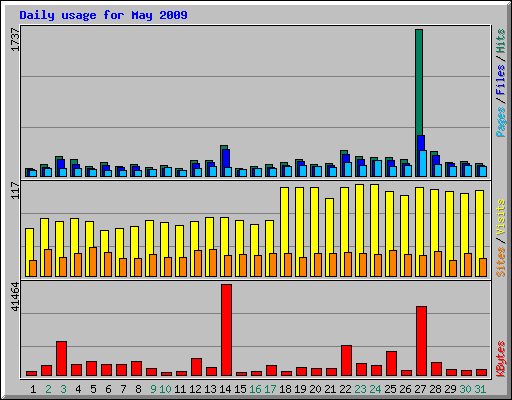 Daily usage for May 2009
1737
Pages / Files / Hits
117
Sites / Visits
41464
KBytes
1 2 3 4 5 6 7 8 9 10 11 12 13 14 15 16 17 18 19 20 21 22 23 24 25 26 27 28 29 30 31